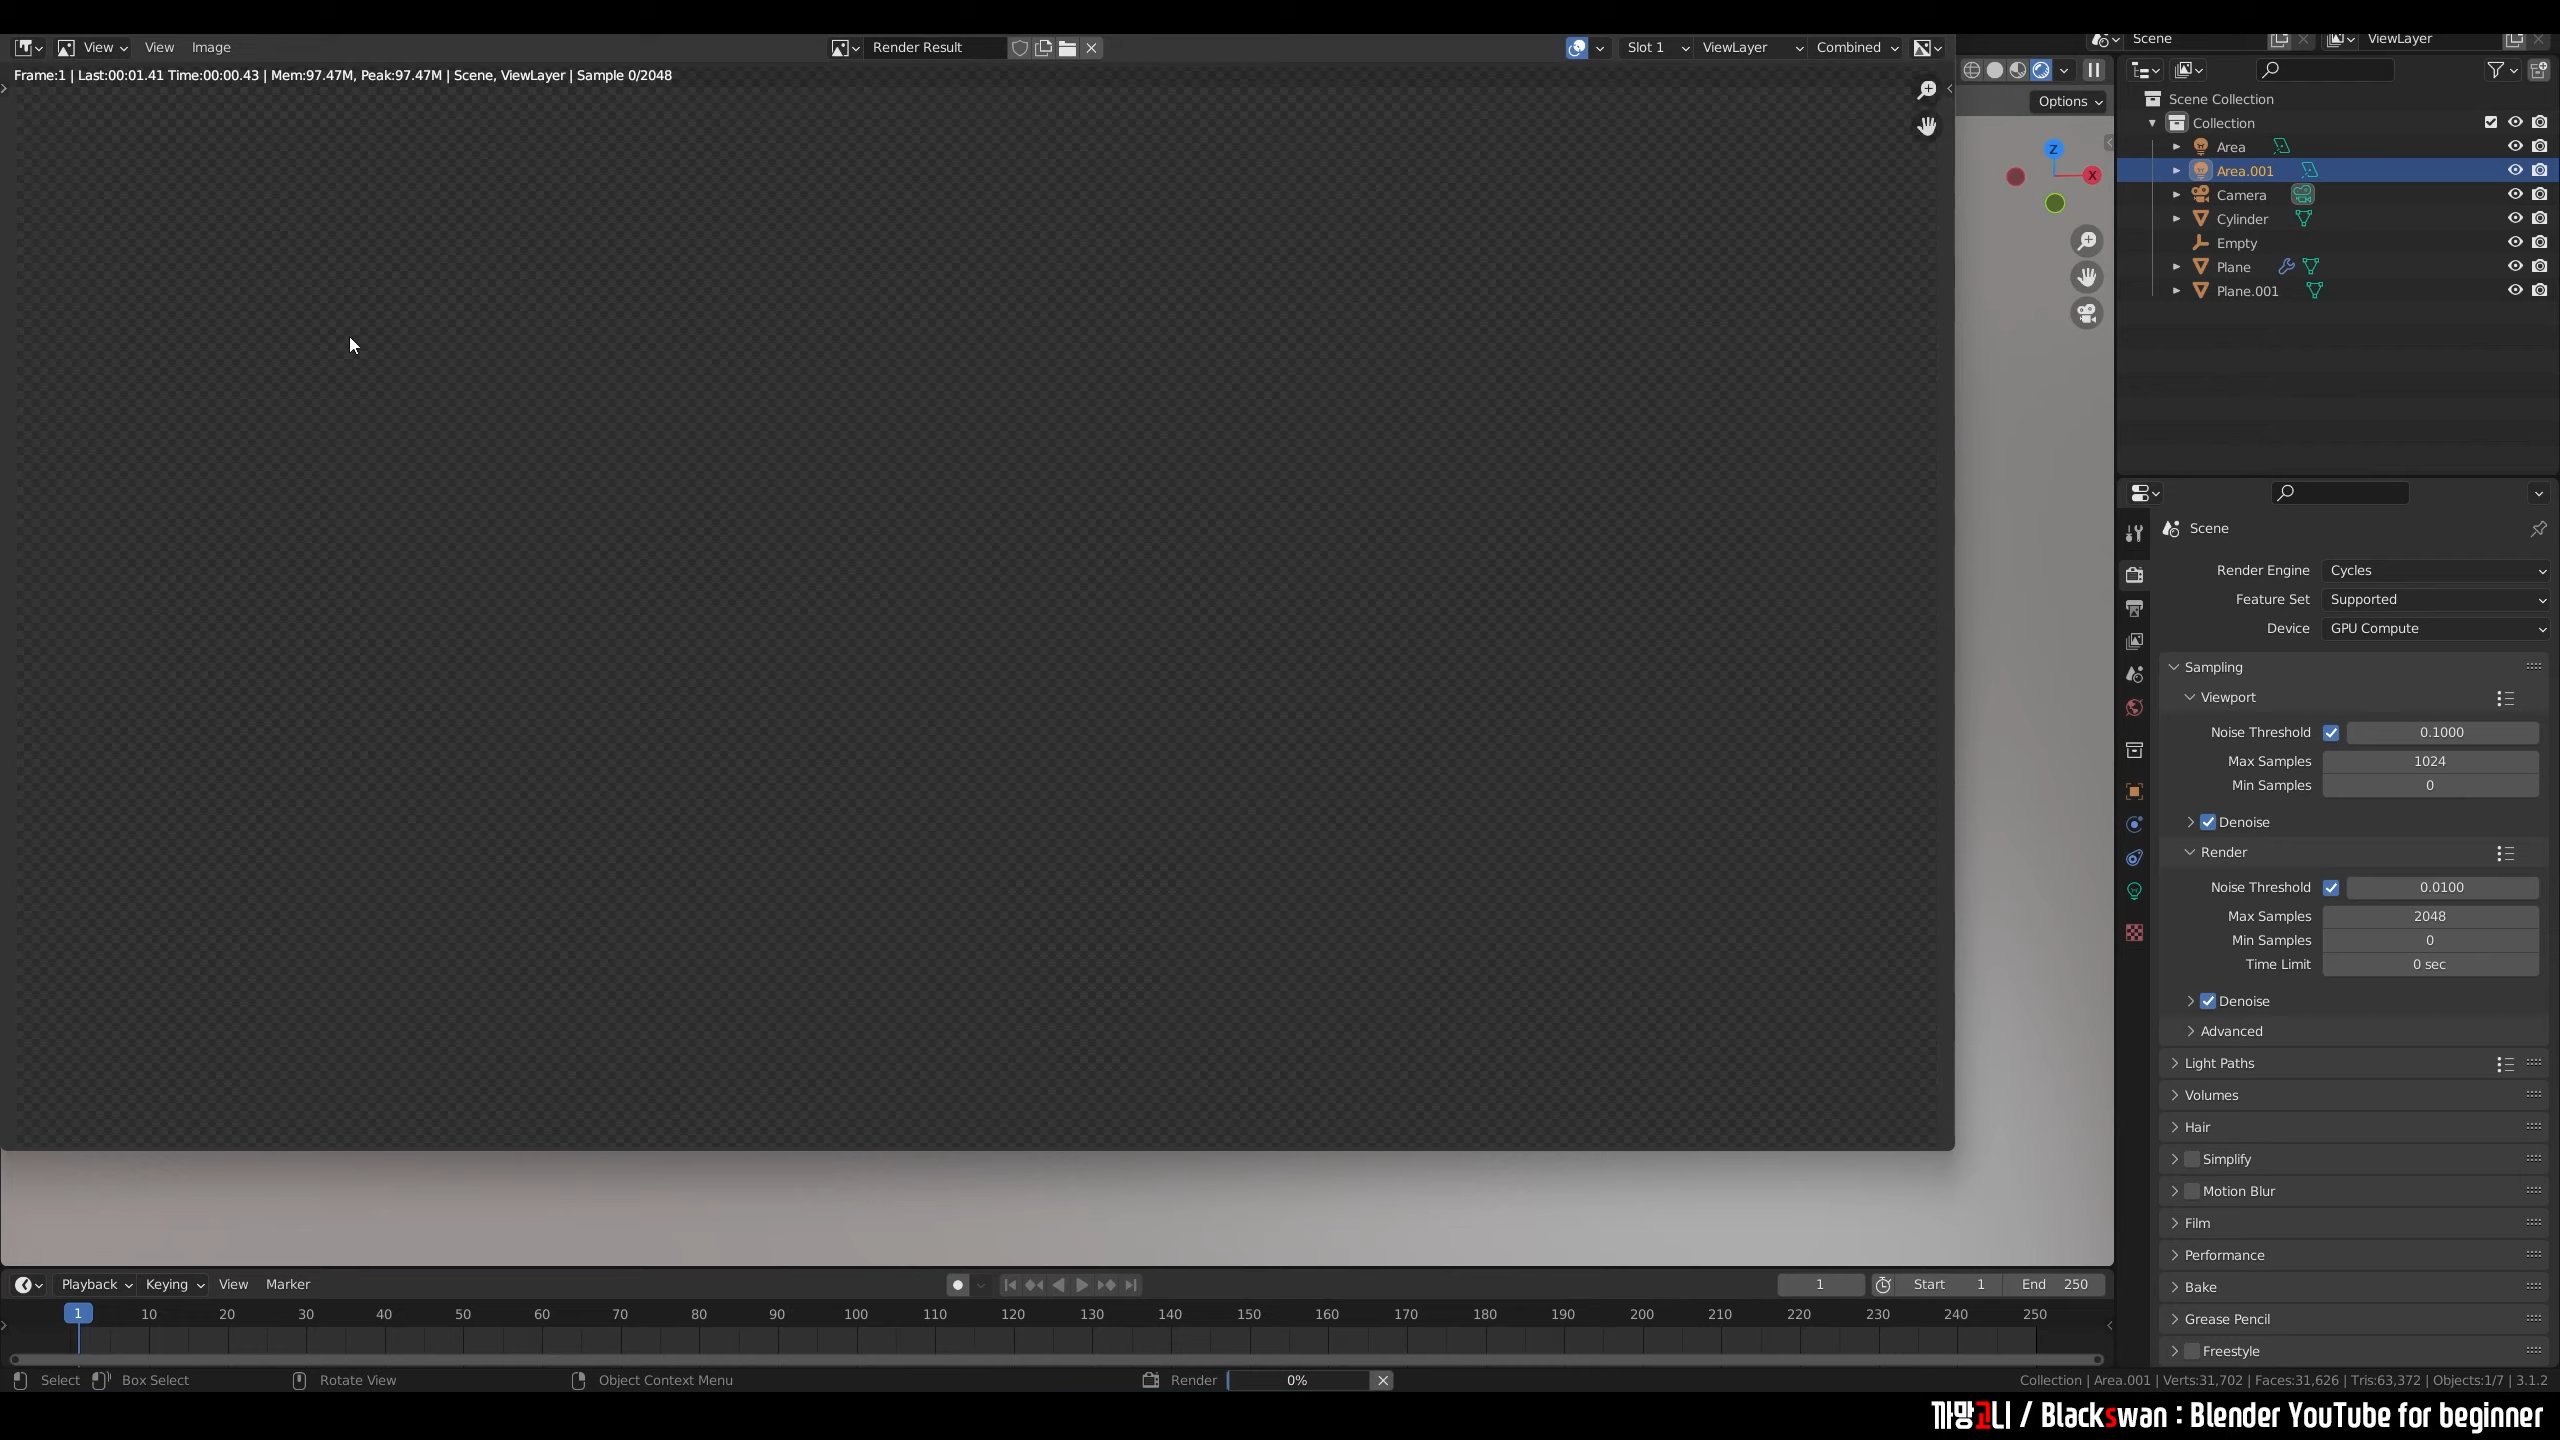 View View Image Render Result Slot 1 ViewLayer Combined
Scene ViewLayer
Frame:1 | Last:00:01.41 Time:00:00.43 | Mem:97.47M, Peak:97.47M | Scene, ViewLayer | Sample 0/2048
Options
Scene Collection
Collection
Area
Area.001
Camera
Cylinder
Empty
Plane
Plane.001
Z
X
Scene
Render Engine Cycles
Feature Set Supported
Device GPU Compute
Sampling
Viewport
Noise Threshold 0.1000
Max Samples 1024
Min Samples 0
Denoise
Render
Noise Threshold 0.0100
Max Samples 2048
Min Samples 0
Time Limit 0 sec
Denoise
Advanced
Light Paths
Volumes
Hair
Simplify
Motion Blur
Film
Performance
Bake
Grease Pencil
Freestyle
Playback Keying View Marker 1 Start 1 End 250
1 10 20 30 40 50 60 70 80 90 100 110 120 130 140 150 160 170 180 190 200 210 220 230 240 250
Select Box Select Rotate View Object Context Menu Render 0% Collection | Area.001 | Verts:31,702 | Faces:31,626 | Tris:63,372 | Objects:1/7 | 3.1.2
까망고니 / Blackswan : Blender YouTube for beginner